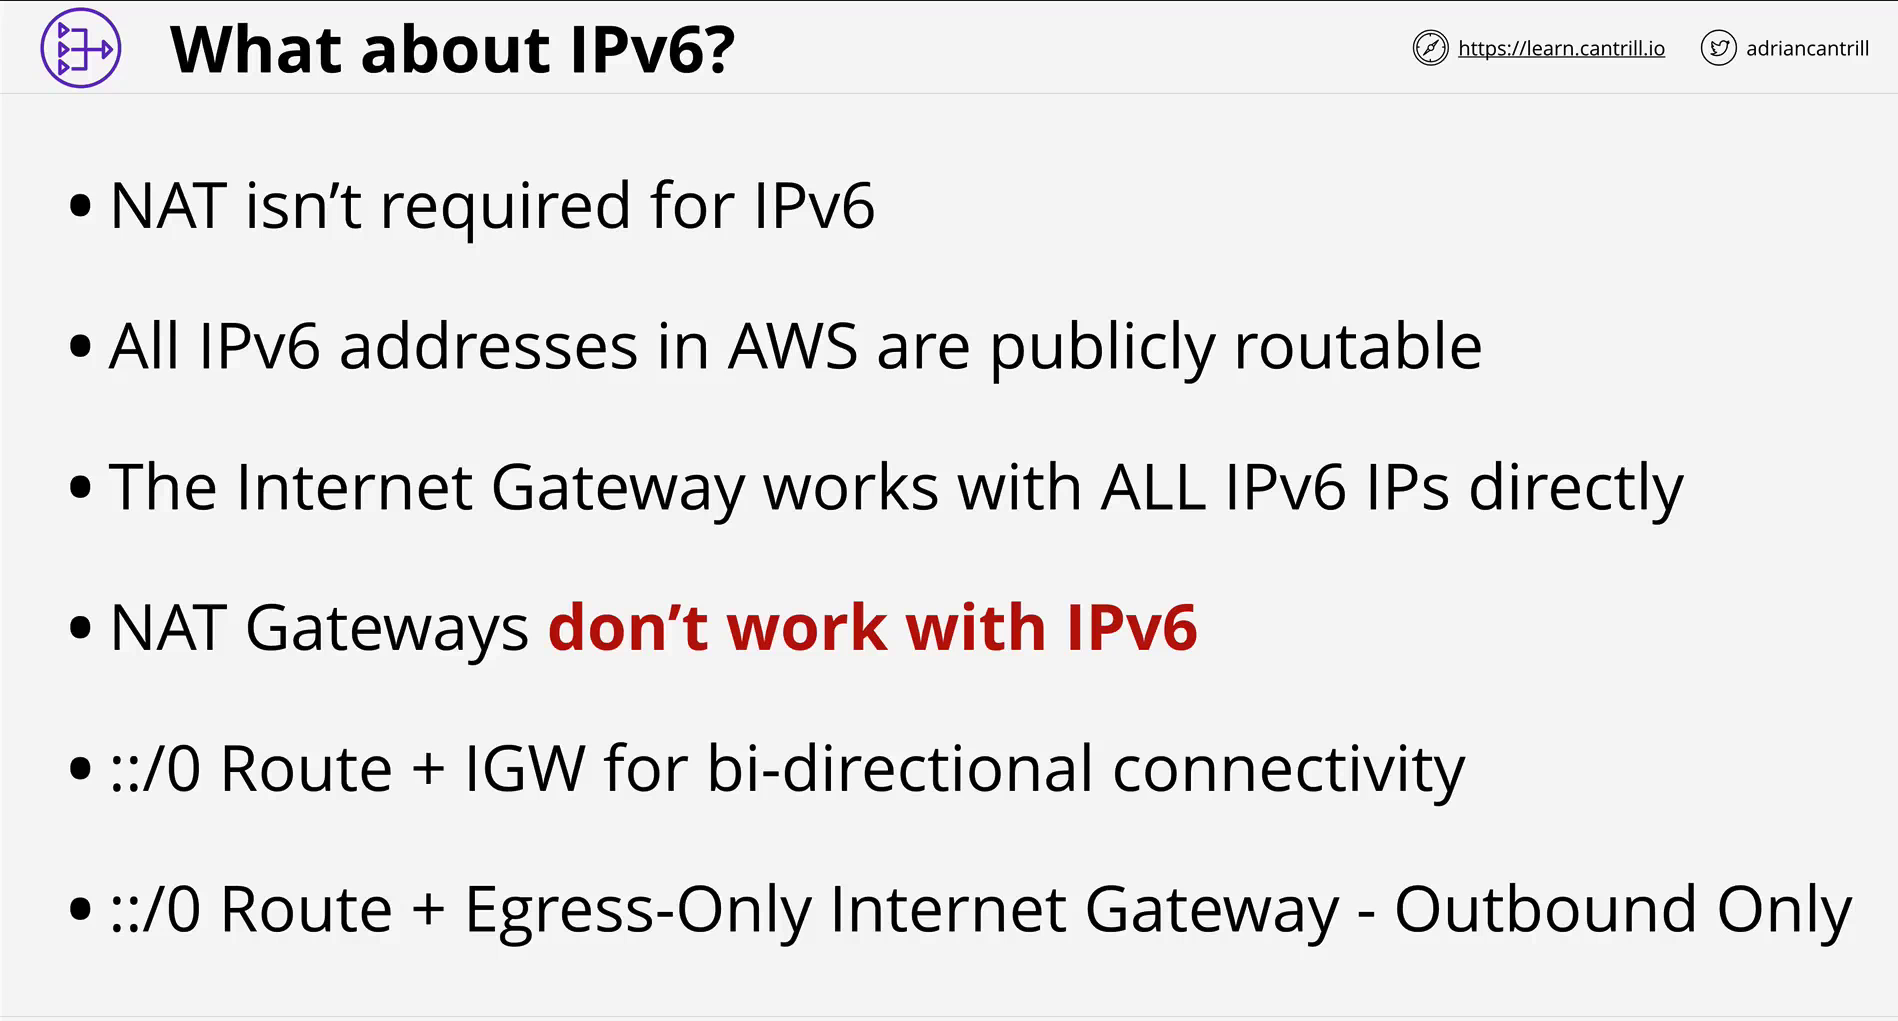 What about IPv6?
https://learn.cantrill.io
adriancantrill
• NAT isn’t required for IPv6
• All IPv6 addresses in AWS are publicly routable
• The Internet Gateway works with ALL IPv6 IPs directly
• NAT Gateways don’t work with IPv6
• ::/0 Route + IGW for bi-directional connectivity
• ::/0 Route + Egress-Only Internet Gateway - Outbound Only